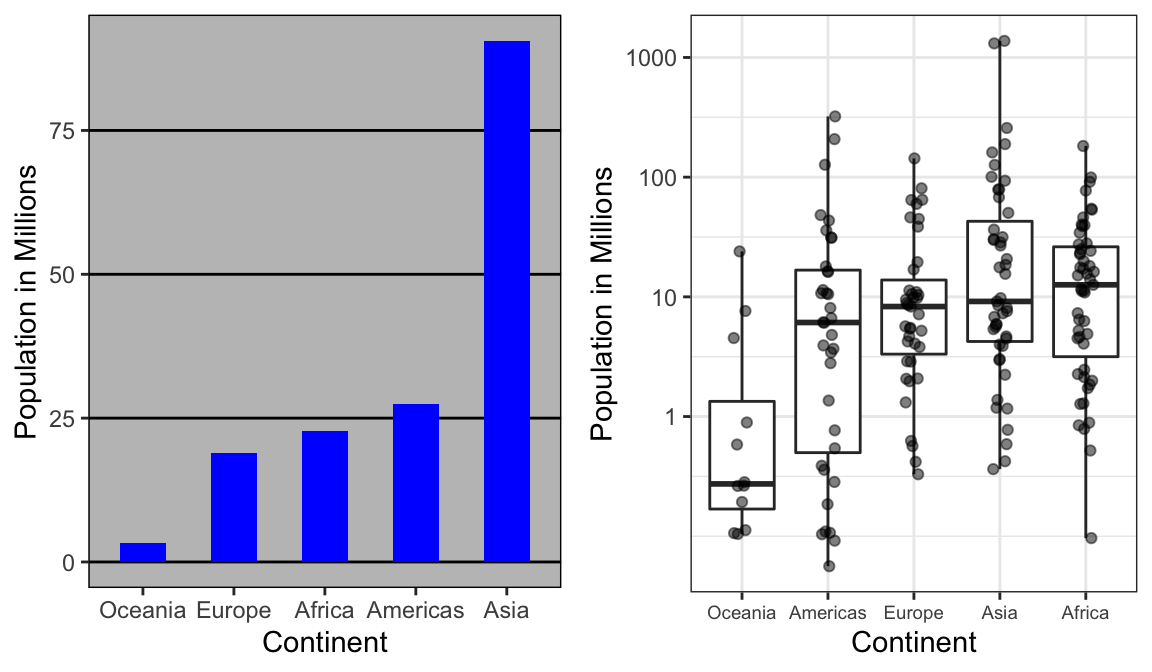 Population in Millions
75
50
25
0
Oceania Europe Africa Americas Asia
Continent
Population in Millions
1000
100
10
1
Oceania Americas Europe Asia Africa
Continent